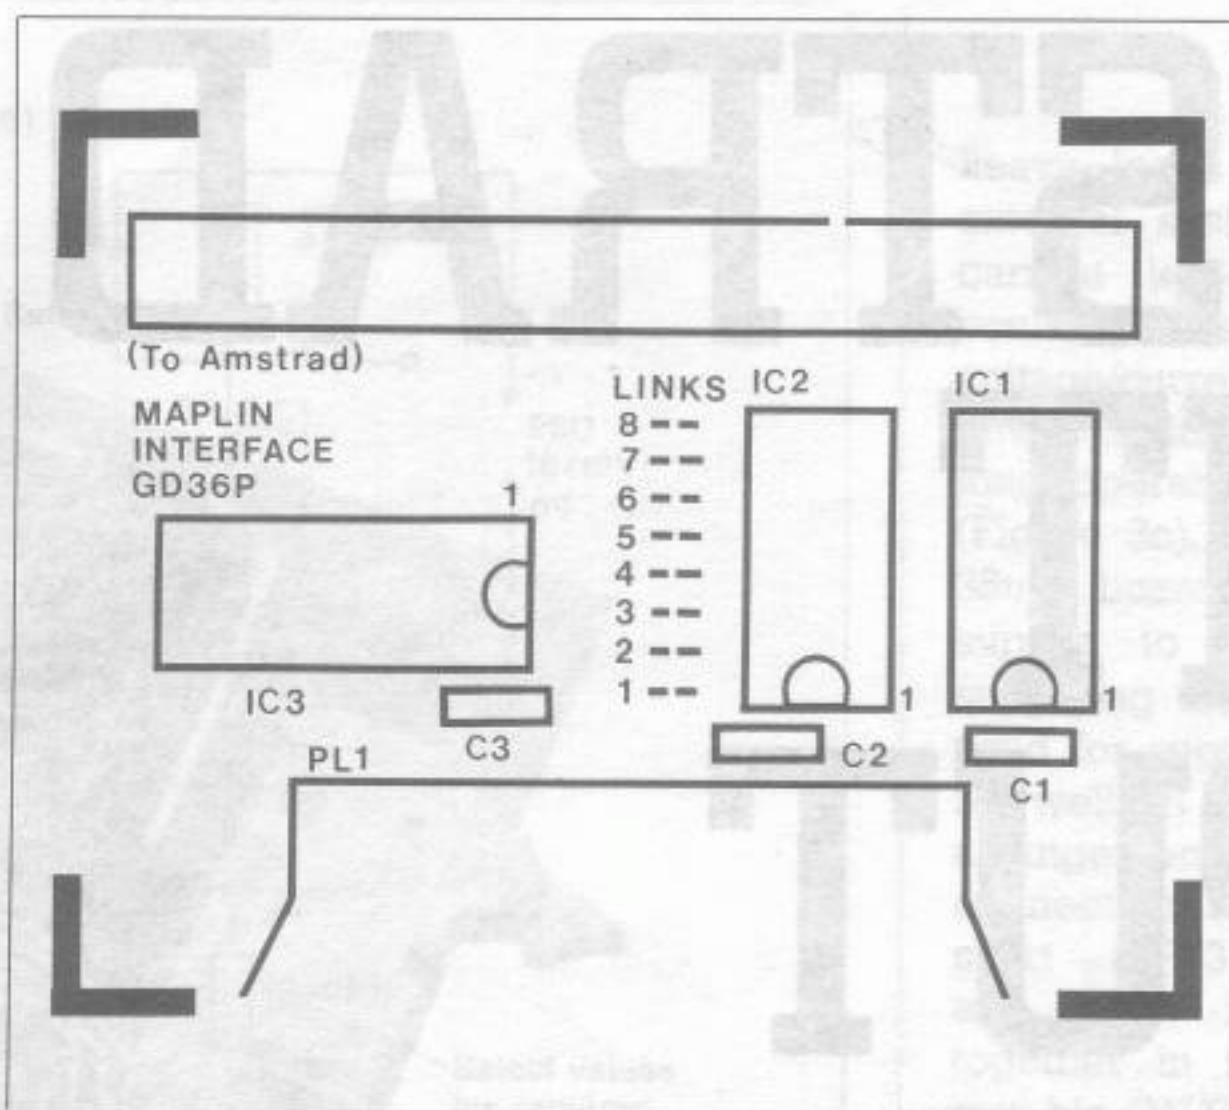 (To Amstrad)
MAPLIN
INTERFACE
GD36P
1
IC3
C3
PL1
LINKS
8
7
6
5
4
3
2
1
IC2
1
C2
IC1
1
C1